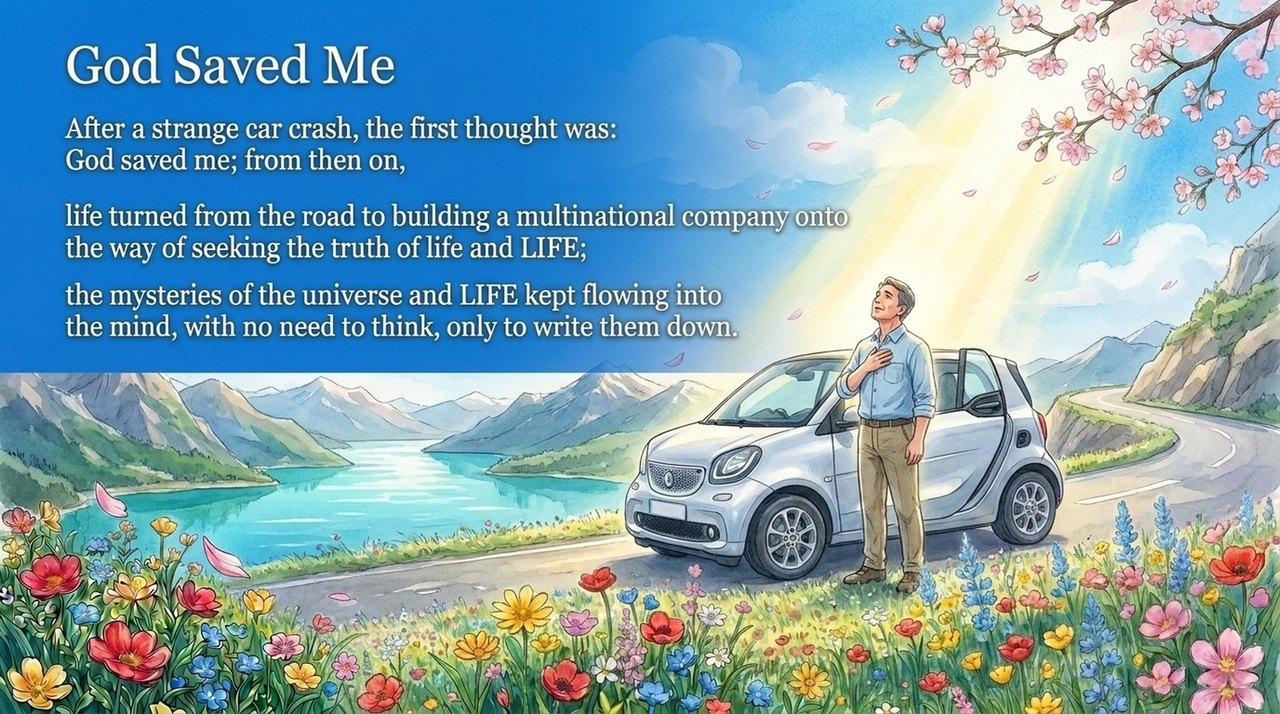 God Saved Me
After a strange car crash, the first thought was:
God saved me; from then on,
life turned from the road to building a multinational company onto
the way of seeking the truth of life and LIFE;
the mysteries of the universe and LIFE kept flowing into
the mind, with no need to think, only to write them down.